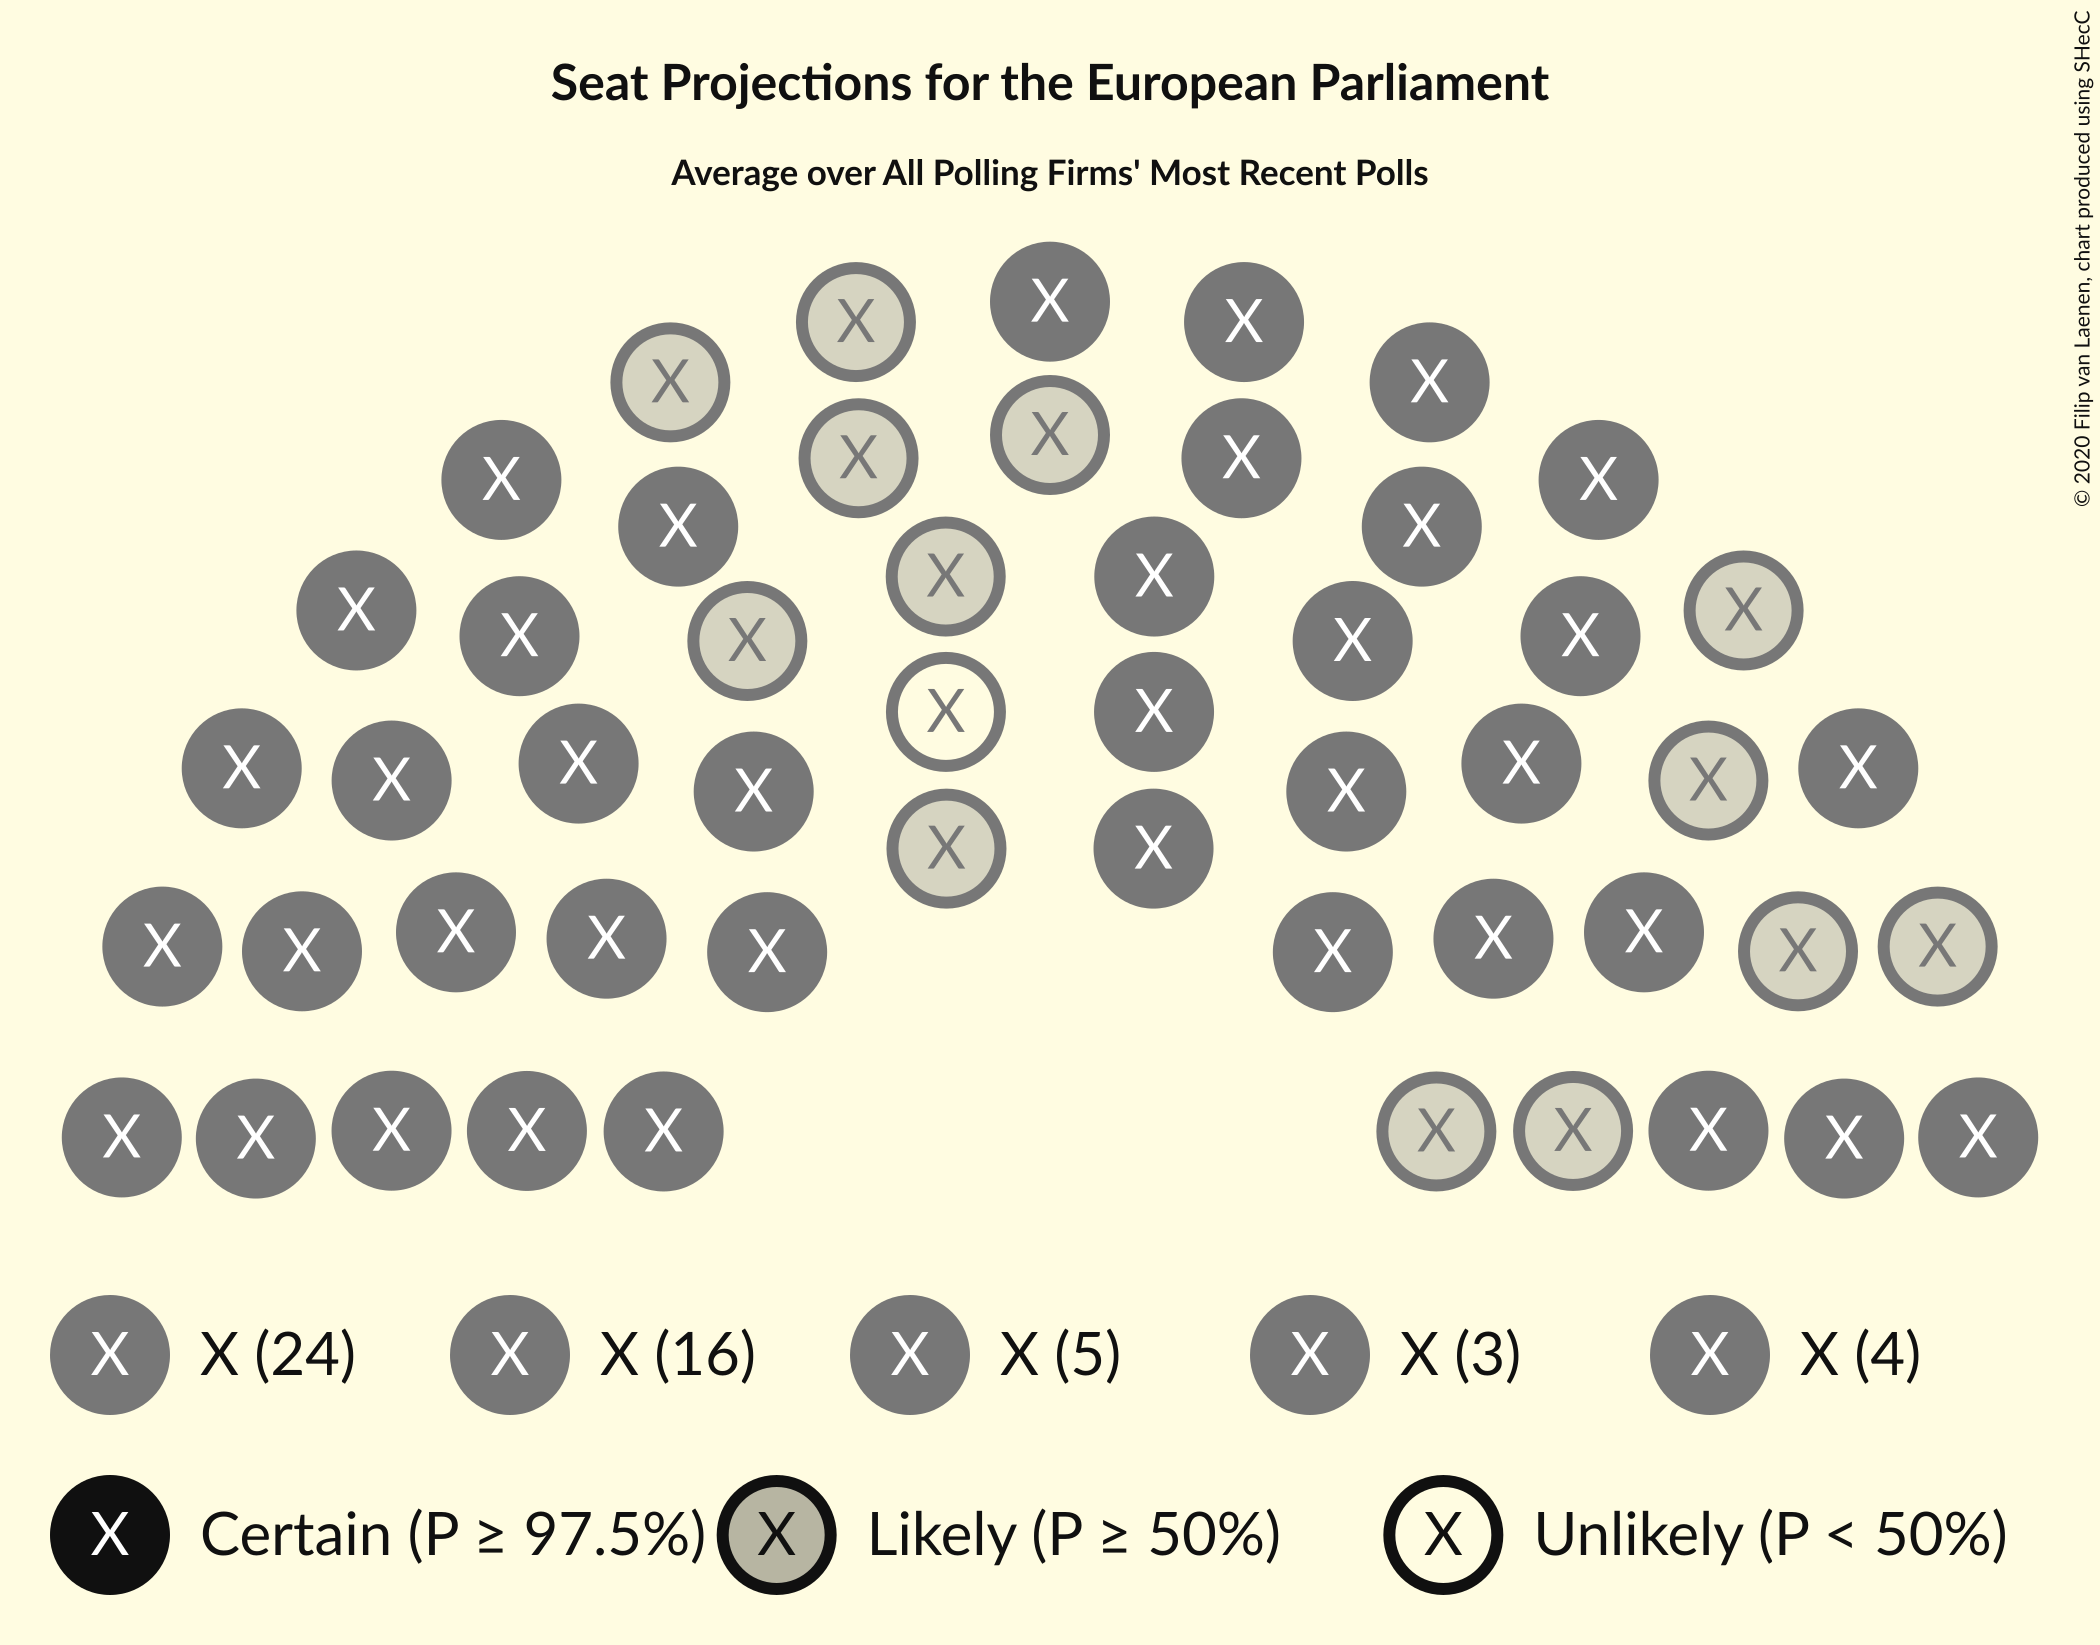 Seat Projections for the European Parliament
Average over All Polling Firms' Most Recent Polls
© 2020 Filip van Laenen, chart produced using SHecC
X
X X
X X
X
X X
X X
X X
X X
X X
X X
X X
X X
X X
X X
X X
X X
X X
X X X X X X X X X X
X X X X X X X X X X
X X (24) X X (16) X X (5) X X (3) X X (4)
X Certain (P ≥ 97.5%) X Likely (P ≥ 50%) X Unlikely (P < 50%)